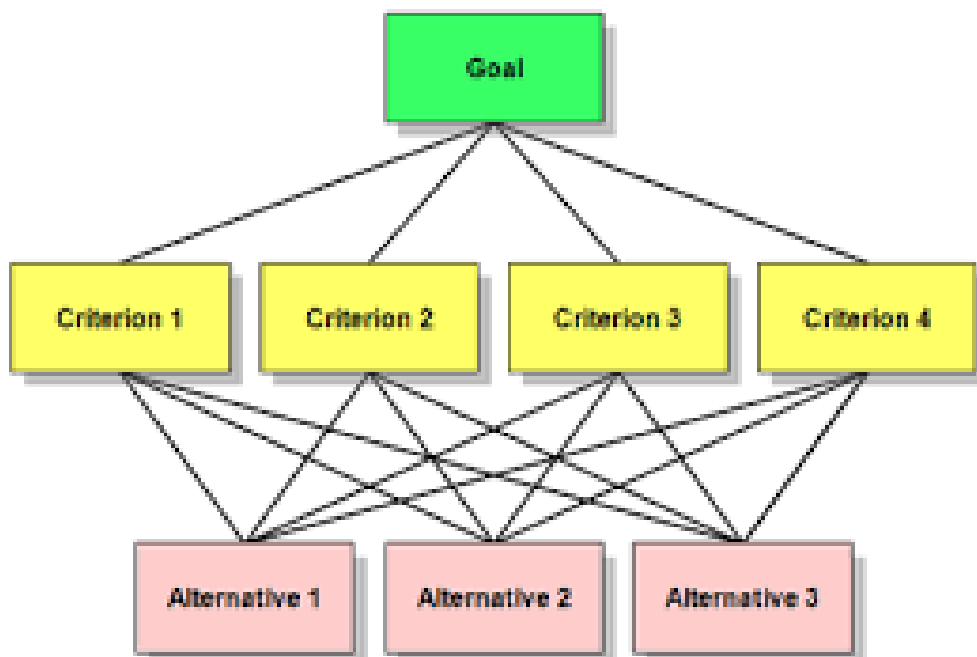 Goal
Criterion 1
Criterion 2
Criterion 3
Criterion 4
Alternative 1
Alternative 2
Alternative 3